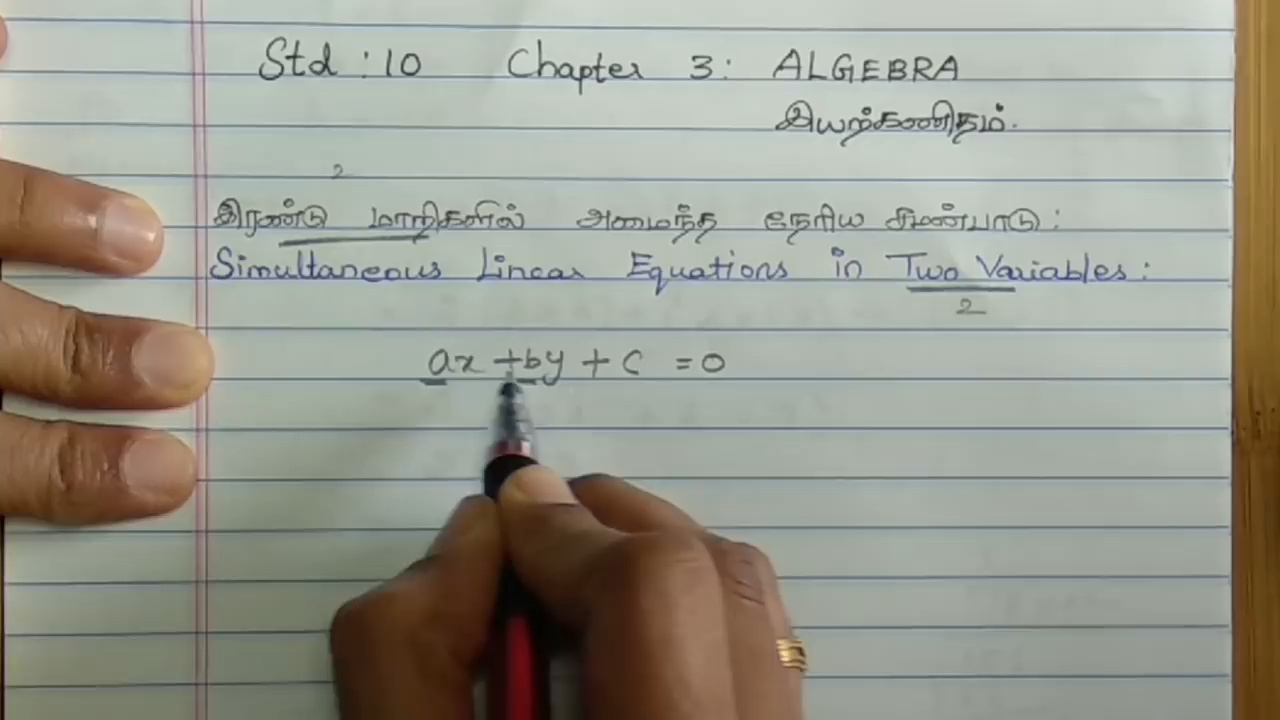 Std : 10 Chapter 3: ALGEBRA
இயற்கணிதம்.
2
இரண்டு மாறிகளில் அமைந்த நேரிய சமன்பாடு :
Simultaneous Linear Equations in Two Variables :
2
ax + by + c = 0